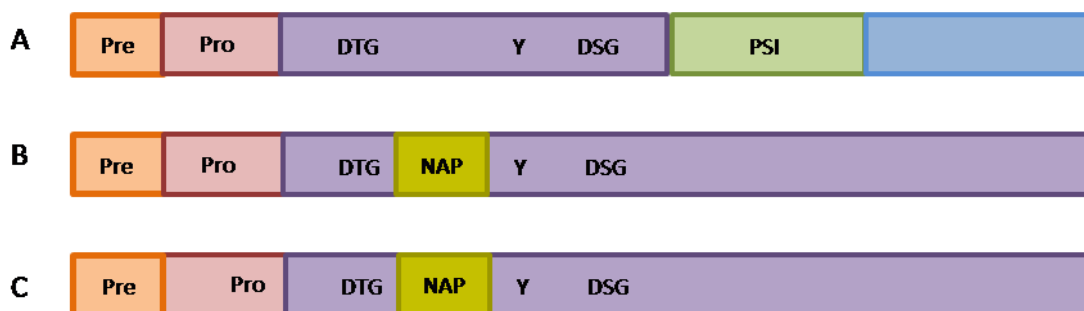 A Pre Pro DTG Y DSG PSI
B Pre Pro DTG NAP Y DSG
C Pre Pro DTG NAP Y DSG